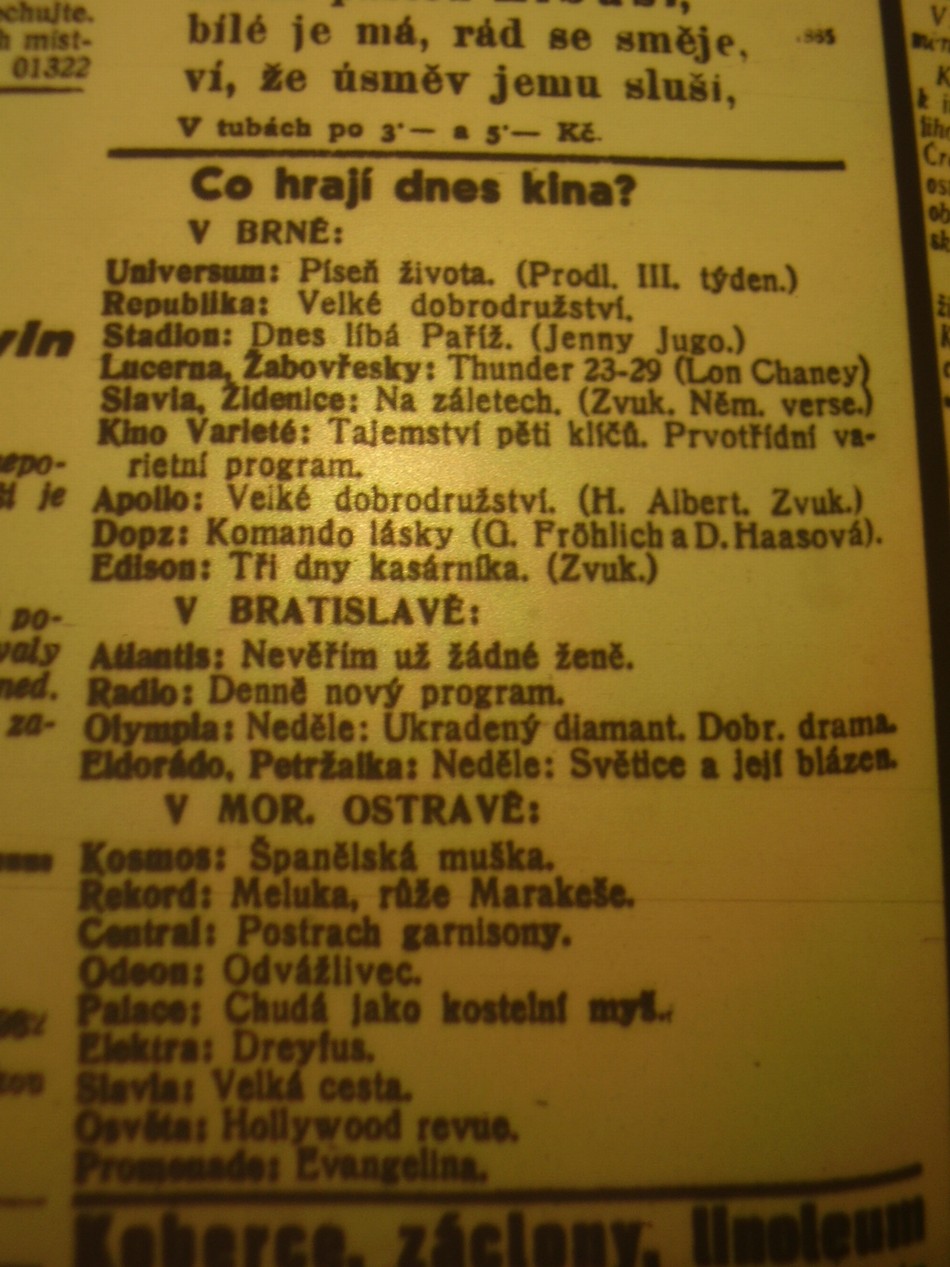 echujte.
míst-
01322
bílé je má, rád se směje,
ví, že úsměv jemu sluší,
V tubách po 3·— a 5·— Kč.
Co hrají dnes kina?
V BRNĚ:
Universum: Píseň života. (Prodl. III. týden.)
Republika: Velké dobrodružství.
Stadion: Dnes líbá Paříž. (Jenny Jugo.)
Lucerna, Žabovřesky: Thunder 23-29 (Lon Chaney)
Slavia, Židenice: Na záletech. (Zvuk. Něm. verse.)
Kino Varieté: Tajemství pěti klíčů. Prvotřídní va-
rietní program.
Apollo: Velké dobrodružství. (H. Albert. Zvuk.)
Dopz: Komando lásky (G. Fröhlich a D. Haasová).
Edison: Tři dny kasárníka. (Zvuk.)
V BRATISLAVĚ:
Atlantis: Nevěřím už žádné ženě.
Radio: Denně nový program.
Olympia: Neděle: Ukradený diamant. Dobr. drama.
Eldorádo, Petržalka: Neděle: Světice a její blázen.
V MOR. OSTRAVĚ:
Kosmos: Španělská muška.
Rekord: Meluka, růže Marakeše.
Central: Postrach garnisony.
Odeon: Odvážlivec.
Palace: Chudá jako kostelní myš.
Elektra: Dreyfus.
Slavia: Velká cesta.
Osvěta: Hollywood revue.
Promenade: Evangelina.
Koberce, záclony, linoleum